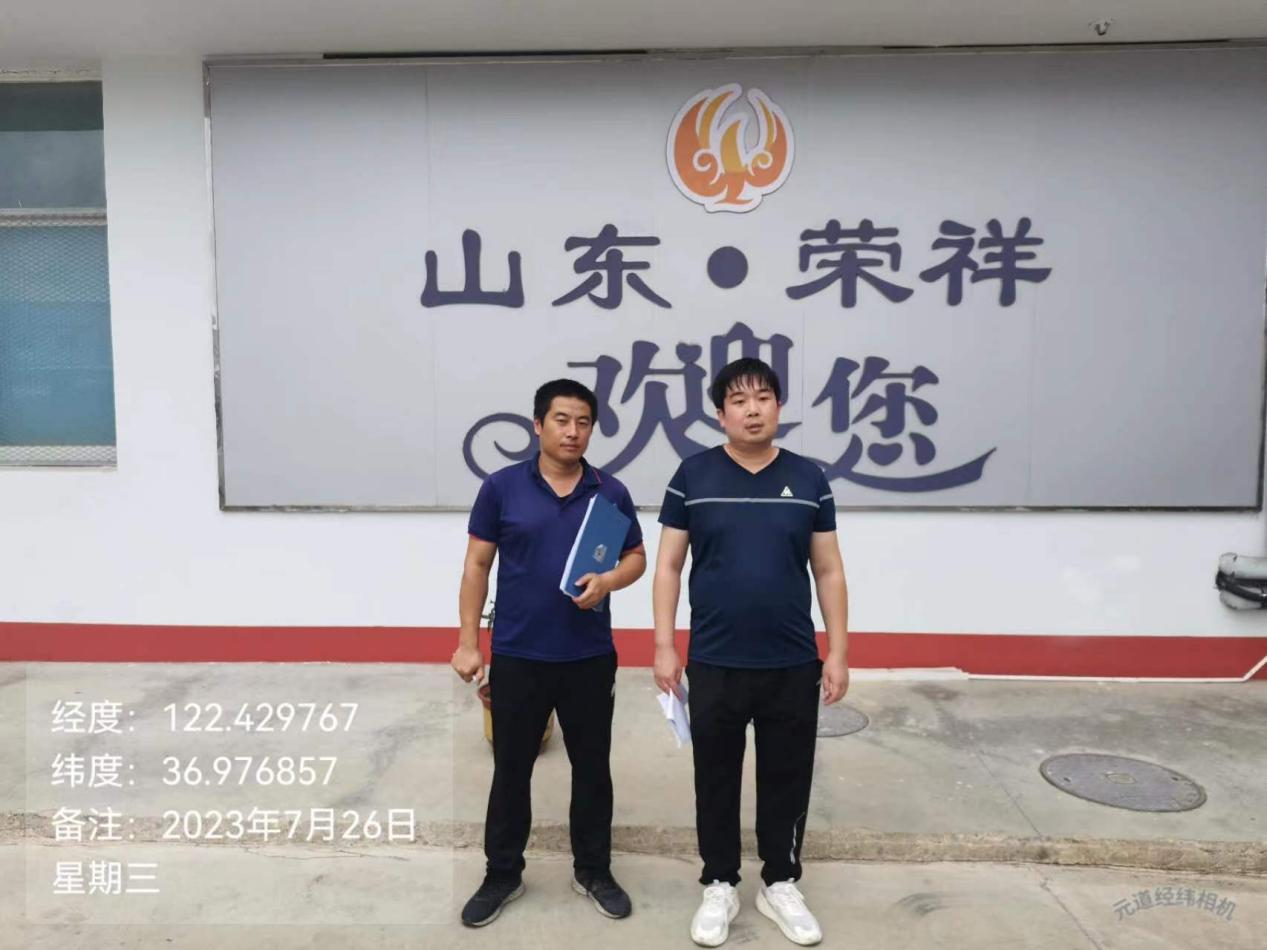 山东·荣祥
欢迎您
经度：122.429767
纬度：36.976857
备注：2023年7月26日
星期三
元道经纬相机